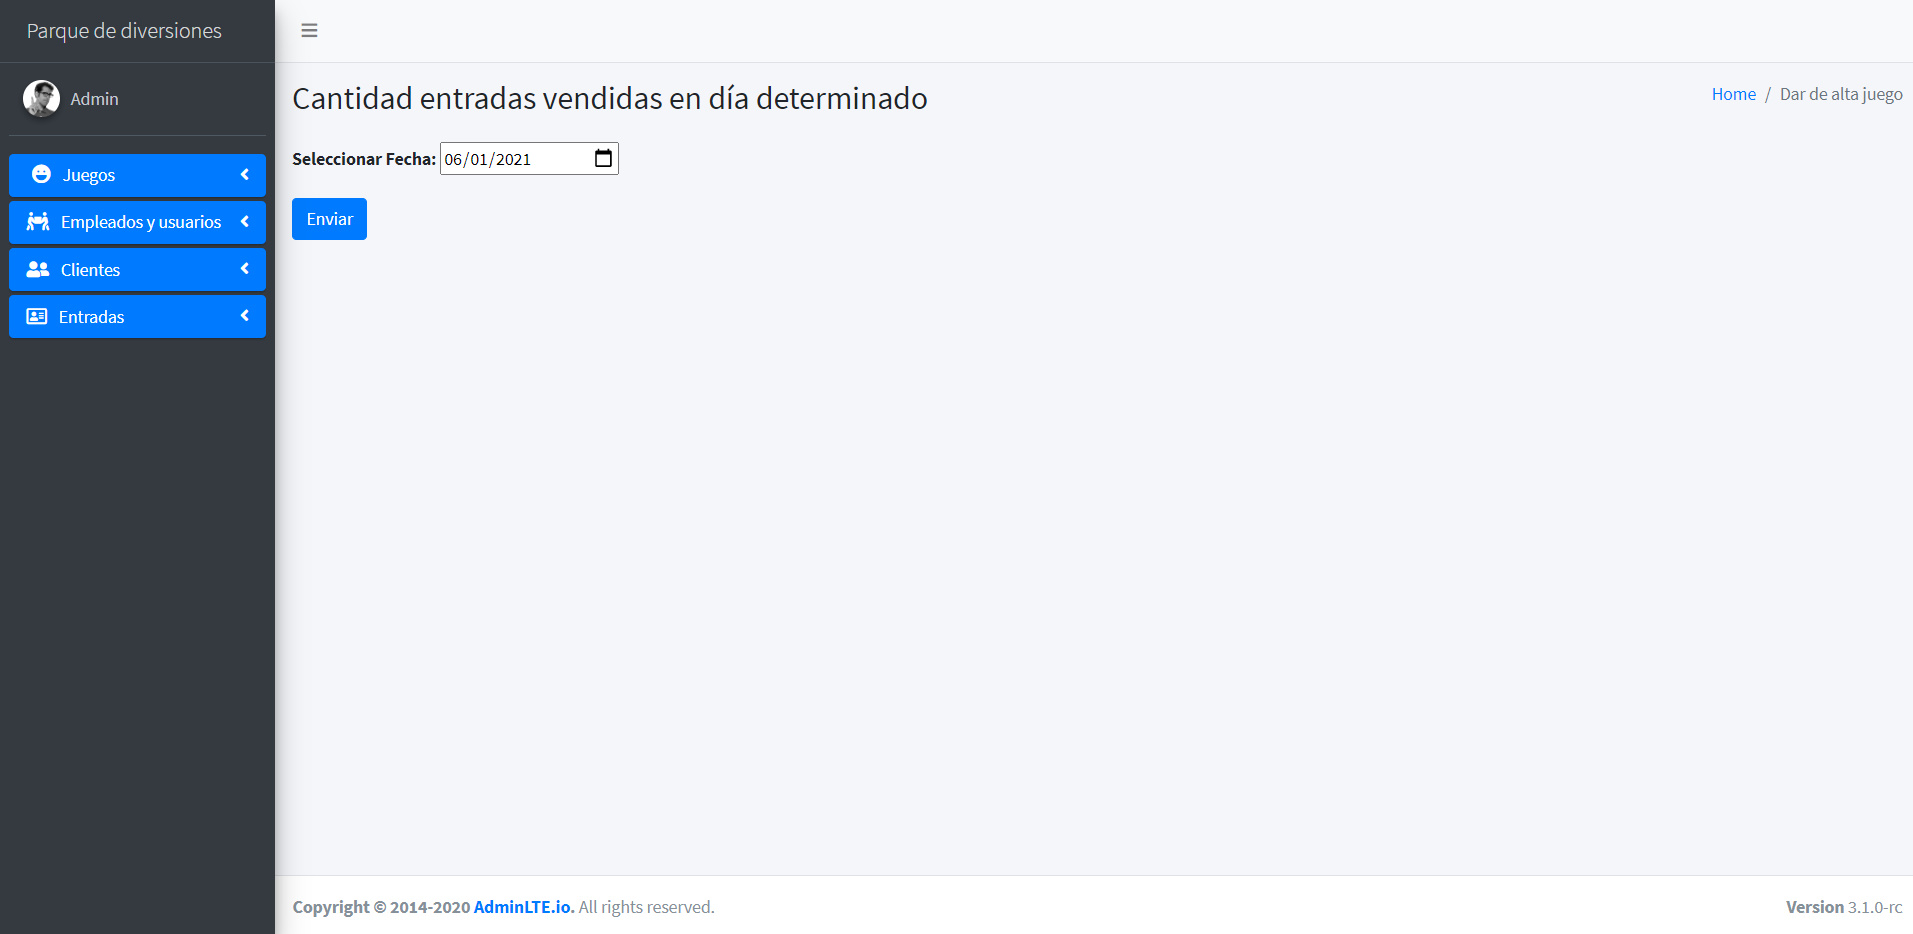 Parque de diversiones
Admin
Juegos
Empleados y usuarios
Clientes
Entradas
Cantidad entradas vendidas en día determinado
Home / Dar de alta juego
Seleccionar Fecha: 06/01/2021
Enviar
Copyright © 2014-2020 AdminLTE.io. All rights reserved.
Version 3.1.0-rc